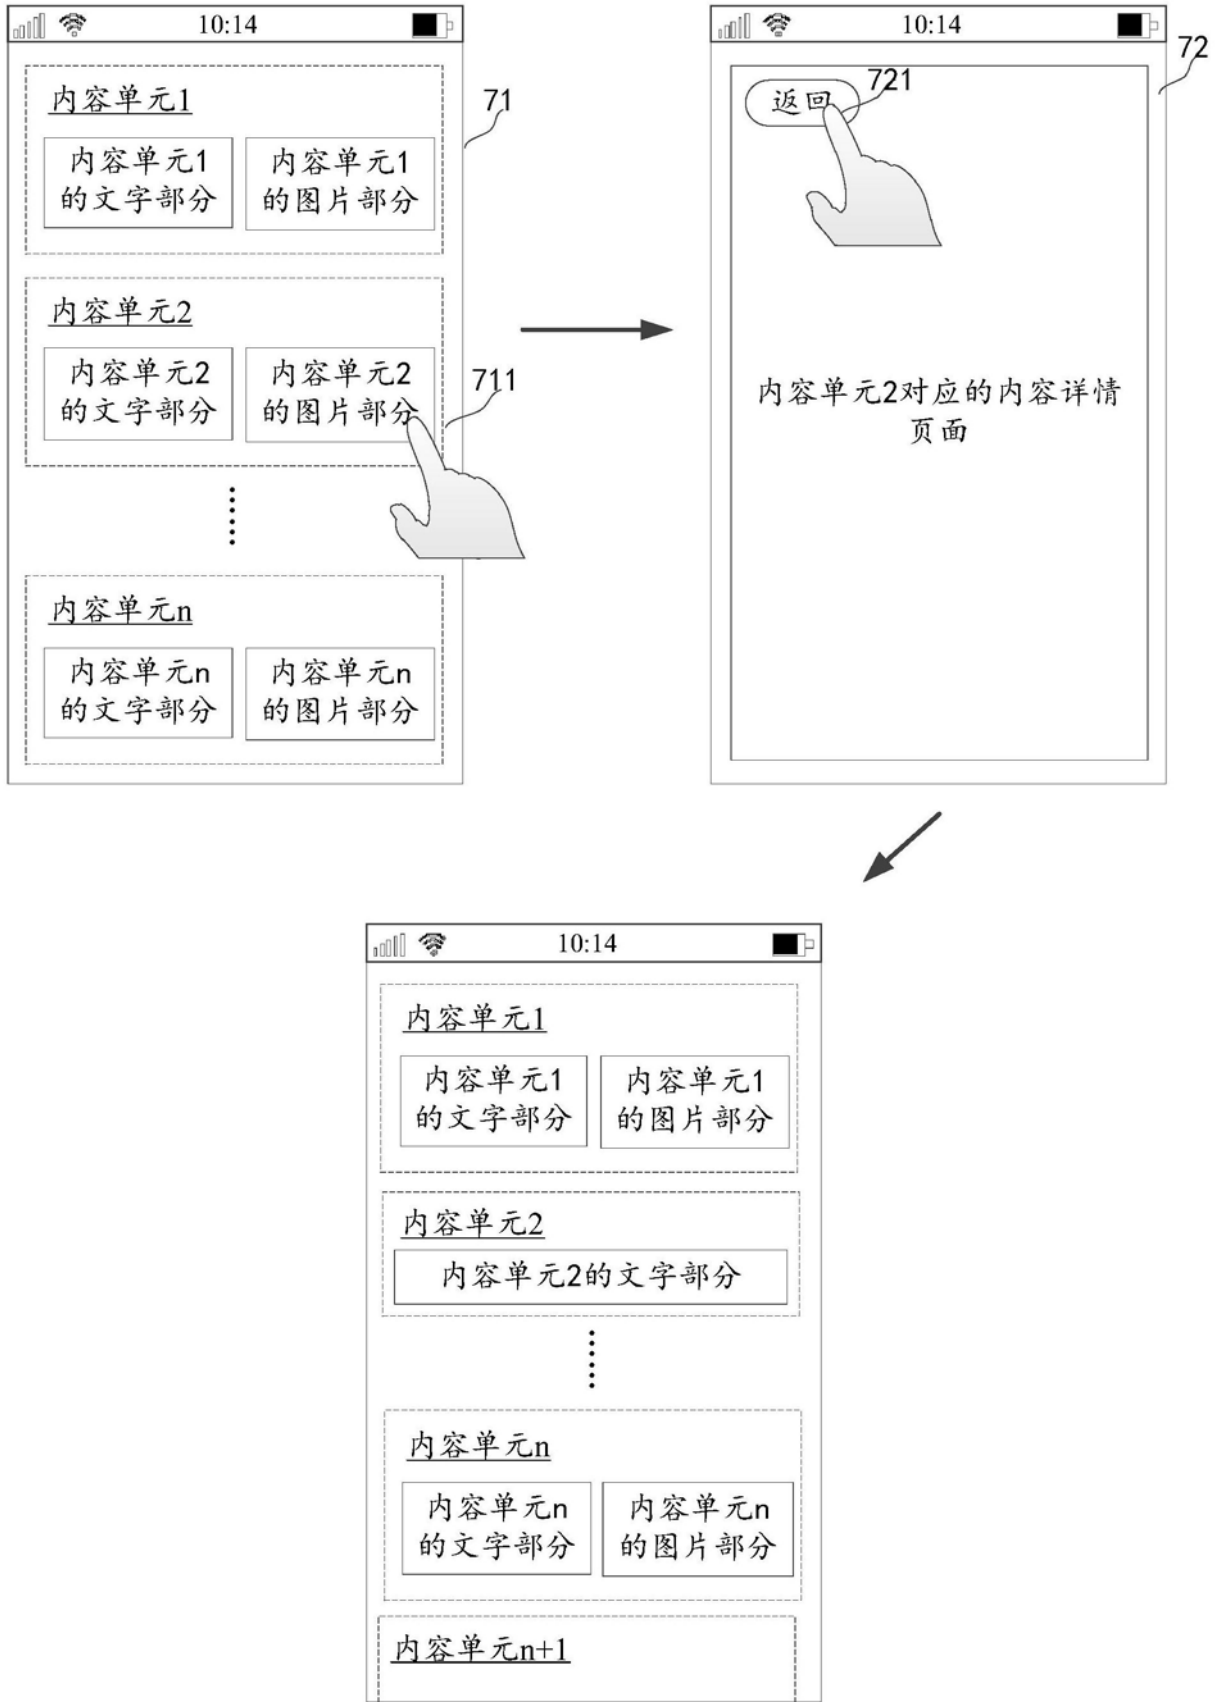 10:14
内容单元1
内容单元1
的文字部分
内容单元1
的图片部分
71
内容单元2
内容单元2
的文字部分
内容单元2
的图片部分
711
内容单元n
内容单元n
的文字部分
内容单元n
的图片部分
10:14
72
返回
721
内容单元2对应的内容详情
页面
10:14
内容单元1
内容单元1
的文字部分
内容单元1
的图片部分
内容单元2
内容单元2的文字部分
内容单元n
内容单元n
的文字部分
内容单元n
的图片部分
内容单元n+1